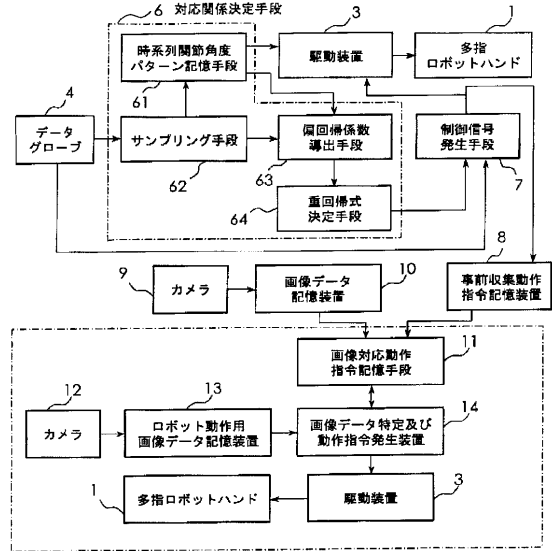 6 対応関係決定手段
3
1
時系列関節角度
パターン記憶手段
駆動装置
多指
ロボットハンド
61
4
データ
グローブ
サンプリング手段
偏回帰係数
導出手段
制御信号
発生手段
62
63
7
重回帰式
決定手段
64
8
9
カメラ
画像データ
記憶装置
10
事前収集動作
指令記憶装置
画像対応動作
指令記憶手段
11
12
13
カメラ
ロボット動作用
画像データ記憶装置
画像データ特定及び
動作指令発生装置
14
1
多指ロボットハンド
駆動装置
3